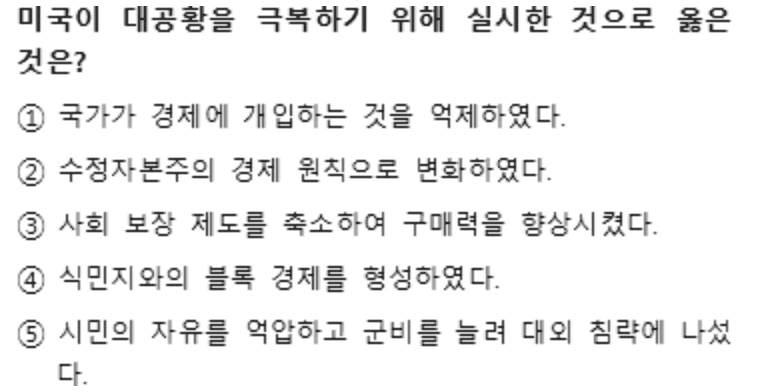 미국이 대공황을 극복하기 위해 실시한 것으로 옳은
것은?
① 국가가 경제에 개입하는 것을 억제하였다.
② 수정자본주의 경제 원칙으로 변화하였다.
③ 사회 보장 제도를 축소하여 구매력을 향상시켰다.
④ 식민지와의 블록 경제를 형성하였다.
⑤ 시민의 자유를 억압하고 군비를 늘려 대외 침략에 나섰
다.